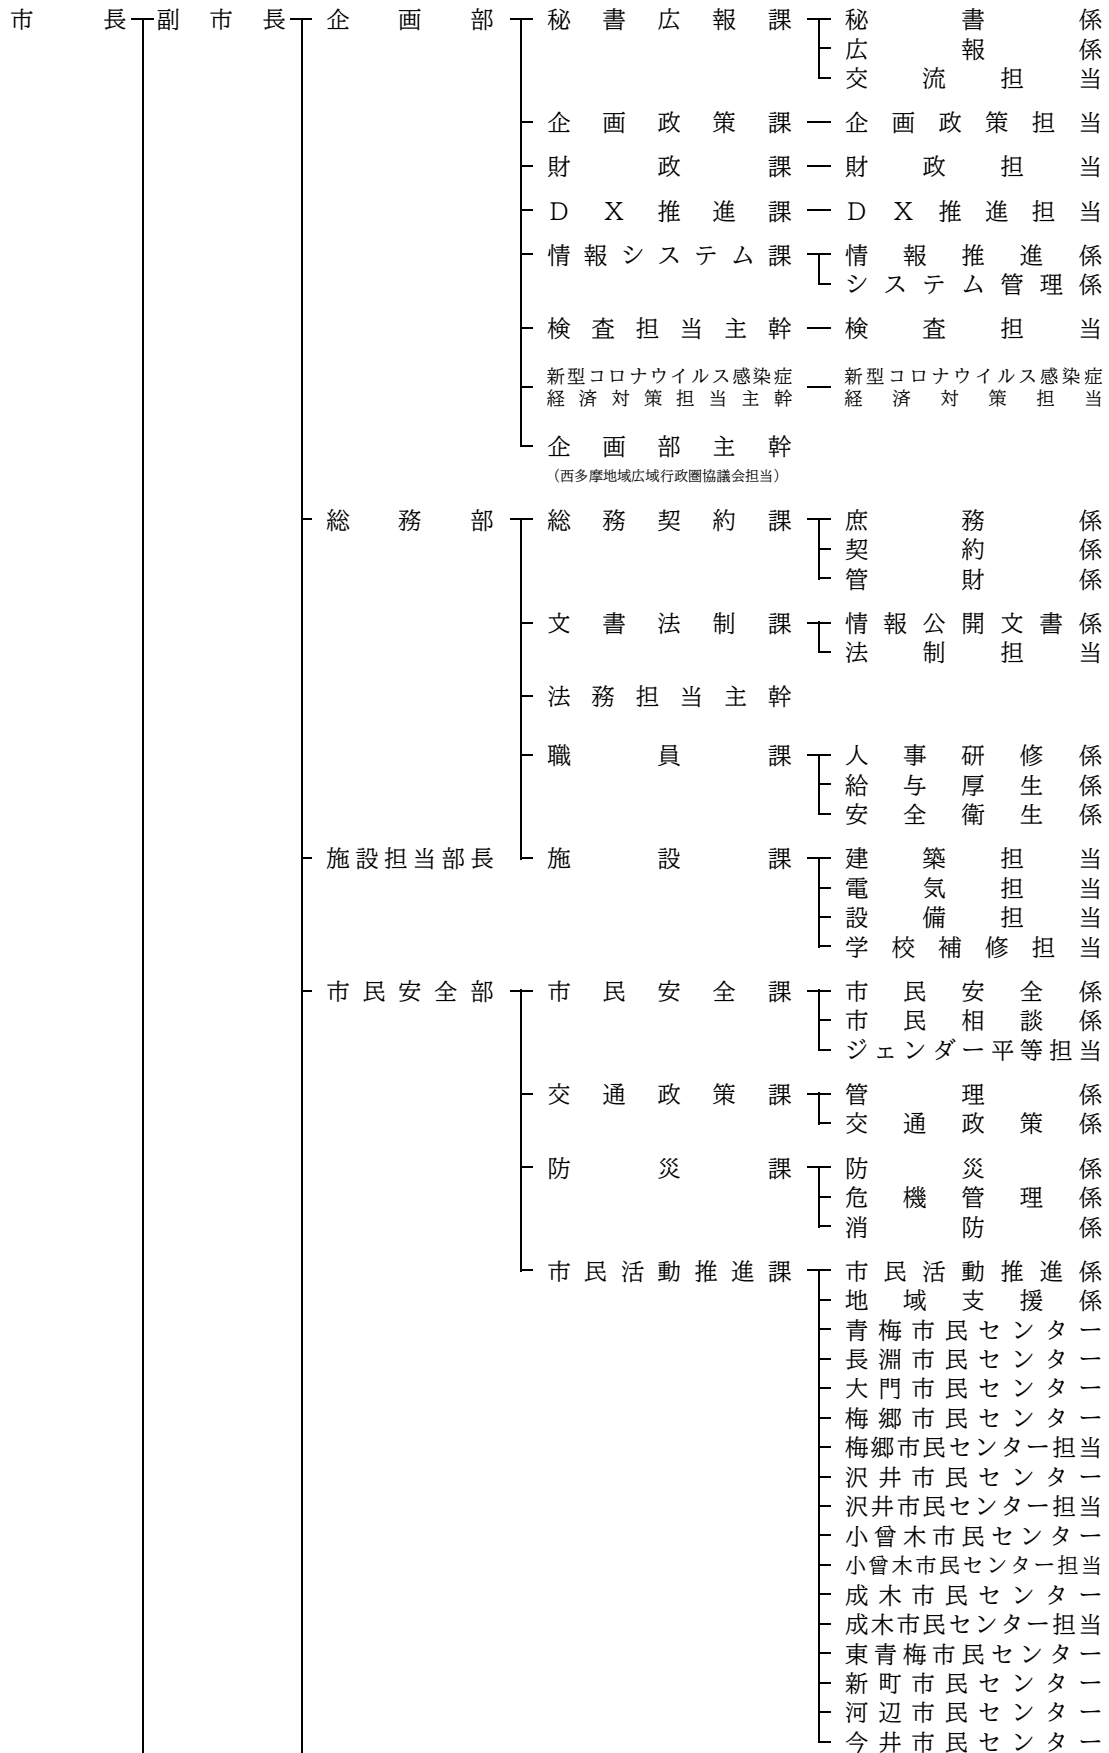 市長 副市長 企画部 秘書広報課 秘書係
広報係
交流担当
企画政策課 企画政策担当
財政課 財政担当
ＤＸ推進課 ＤＸ推進担当
情報システム課 情報推進係
システム管理係
検査担当主幹 検査担当
新型コロナウイルス感染症 新型コロナウイルス感染症
経済対策担当主幹 経済対策担当
企画部主幹
（西多摩地域広域行政圏協議会担当）
総務部 総務契約課 庶務係
契約係
管財係
文書法制課 情報公開文書係
法制担当
法務担当主幹
職員課 人事研修係
給与厚生係
安全衛生係
施設担当部長 施設課 建築担当
電気担当
設備担当
学校補修担当
市民安全部 市民安全課 市民安全係
市民相談係
ジェンダー平等担当
交通政策課 管理係
交通政策係
防災課 防災係
危機管理係
消防係
市民活動推進課 市民活動推進係
地域支援係
青梅市民センター
長淵市民センター
大門市民センター
梅郷市民センター
梅郷市民センター担当
沢井市民センター
沢井市民センター担当
小曾木市民センター
小曾木市民センター担当
成木市民センター
成木市民センター担当
東青梅市民センター
新町市民センター
河辺市民センター
今井市民センター